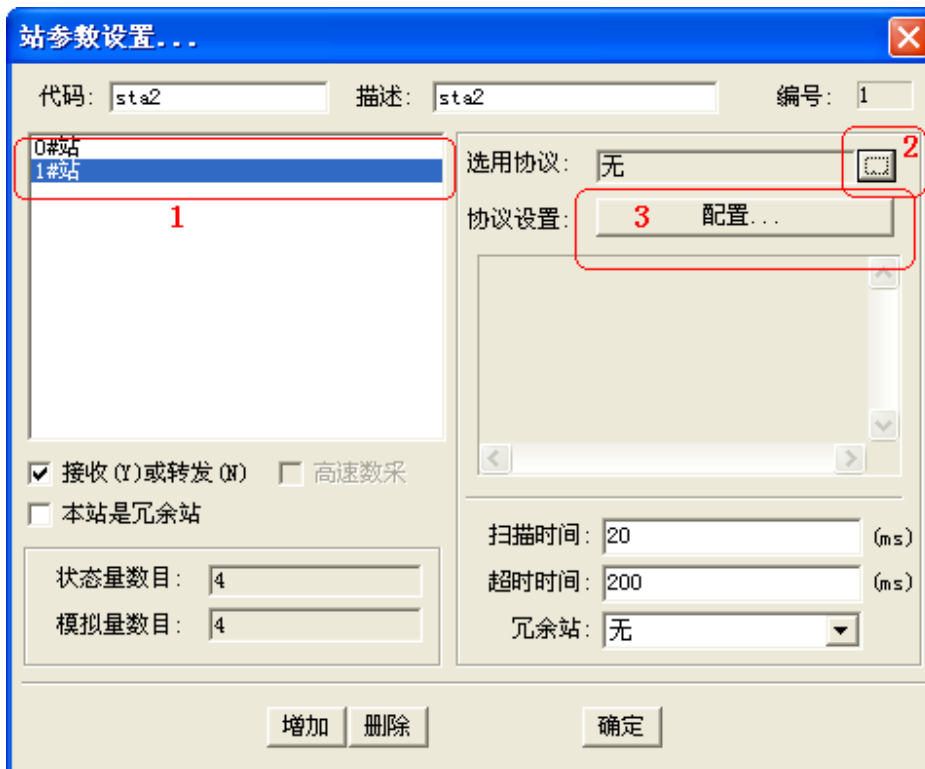 站参数设置...
代码: sta2 描述: sta2 编号: 1
0#站
1#站
1
选用协议: 无 2
协议设置: 3 配置...
接收(Y)或转发(N) 高速数采
本站是冗余站
扫描时间: 20 (ms)
状态量数目: 4
超时时间: 200 (ms)
模拟量数目: 4
冗余站: 无
增加 删除 确定